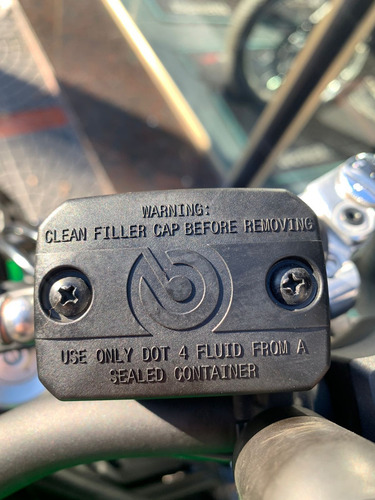 WARNING:
CLEAN FILLER CAP BEFORE REMOVING
USE ONLY DOT 4 FLUID FROM A
SEALED CONTAINER